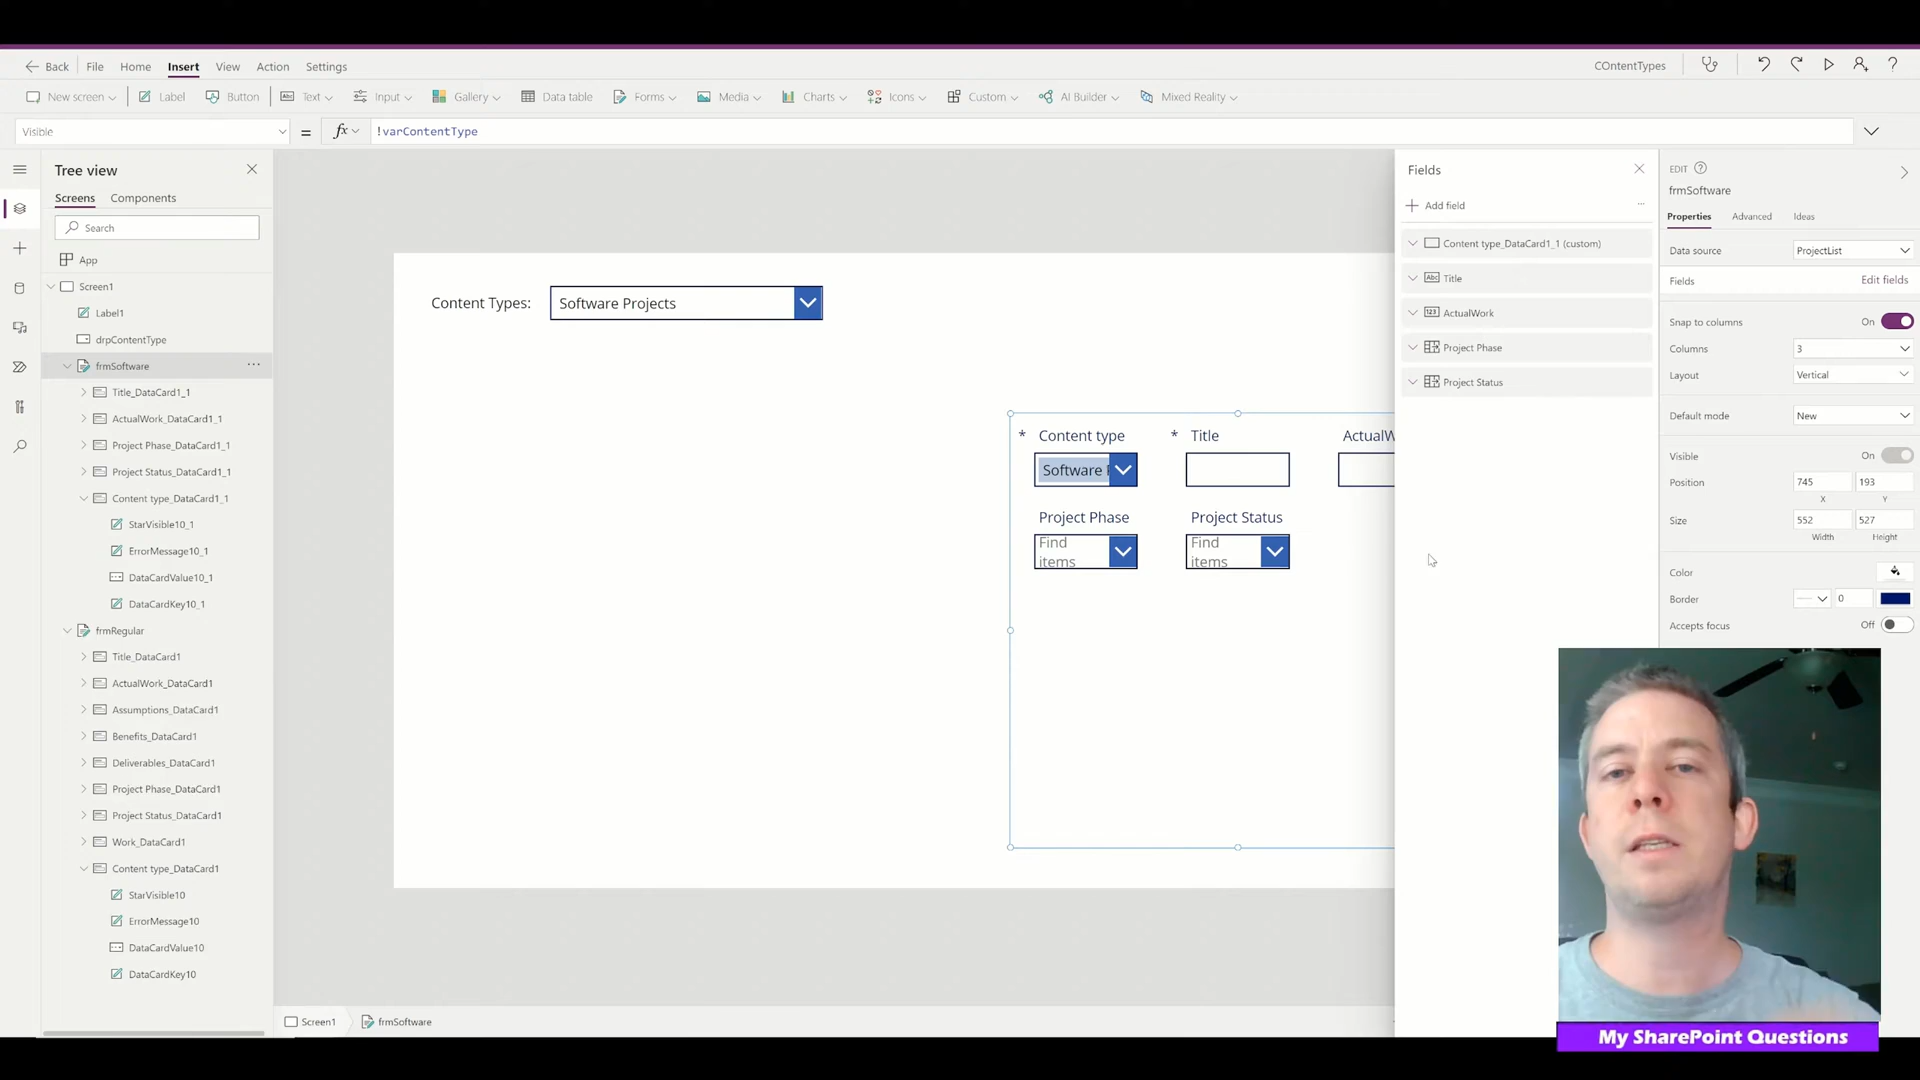 Back File Home Insert View Action Settings COntentTypes
New screen Label Button Text Input Gallery Data table Forms Media Charts Icons Custom AI Builder Mixed Reality
Visible = fx !varContentType
Tree view
Screens Components
Search
App
Screen1
Label1
drpContentType
frmSoftware
Title_DataCard1_1
ActualWork_DataCard1_1
Project Phase_DataCard1_1
Project Status_DataCard1_1
Content type_DataCard1_1
StarVisible10_1
ErrorMessage10_1
DataCardValue10_1
DataCardKey10_1
frmRegular
Title_DataCard1
ActualWork_DataCard1
Assumptions_DataCard1
Benefits_DataCard1
Deliverables_DataCard1
Project Phase_DataCard1
Project Status_DataCard1
Work_DataCard1
Content type_DataCard1
StarVisible10
ErrorMessage10
DataCardValue10
DataCardKey10
Content Types: Software Projects
* Content type * Title ActualW
Software
Project Phase Project Status
Find items Find items
Screen1 frmSoftware
Fields
Add field
Content type_DataCard1_1 (custom)
Abc Title
123 ActualWork
Project Phase
Project Status
EDIT
frmSoftware
Properties Advanced Ideas
Data source ProjectList
Fields Edit fields
Snap to columns On
Columns 3
Layout Vertical
Default mode New
Visible On
Position 745 193
X Y
Size 552 527
Width Height
Color
Border 0
Accepts focus Off
My SharePoint Questions